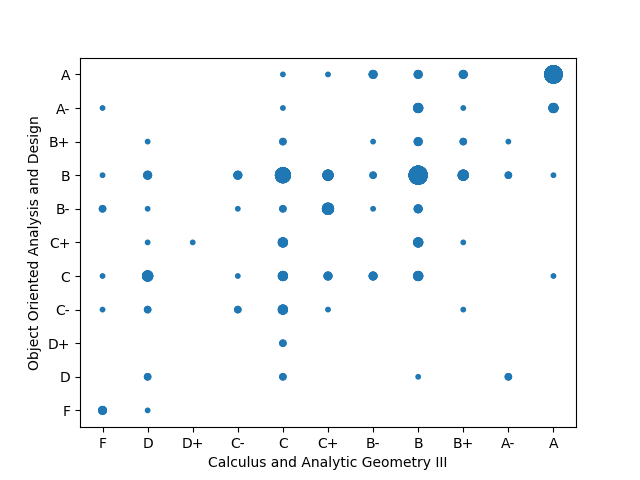 A
A-
B+
B
B-
C+
C
C-
D+
D
F
Object Oriented Analysis and Design
F D D+ C- C C+ B- B B+ A- A
Calculus and Analytic Geometry III